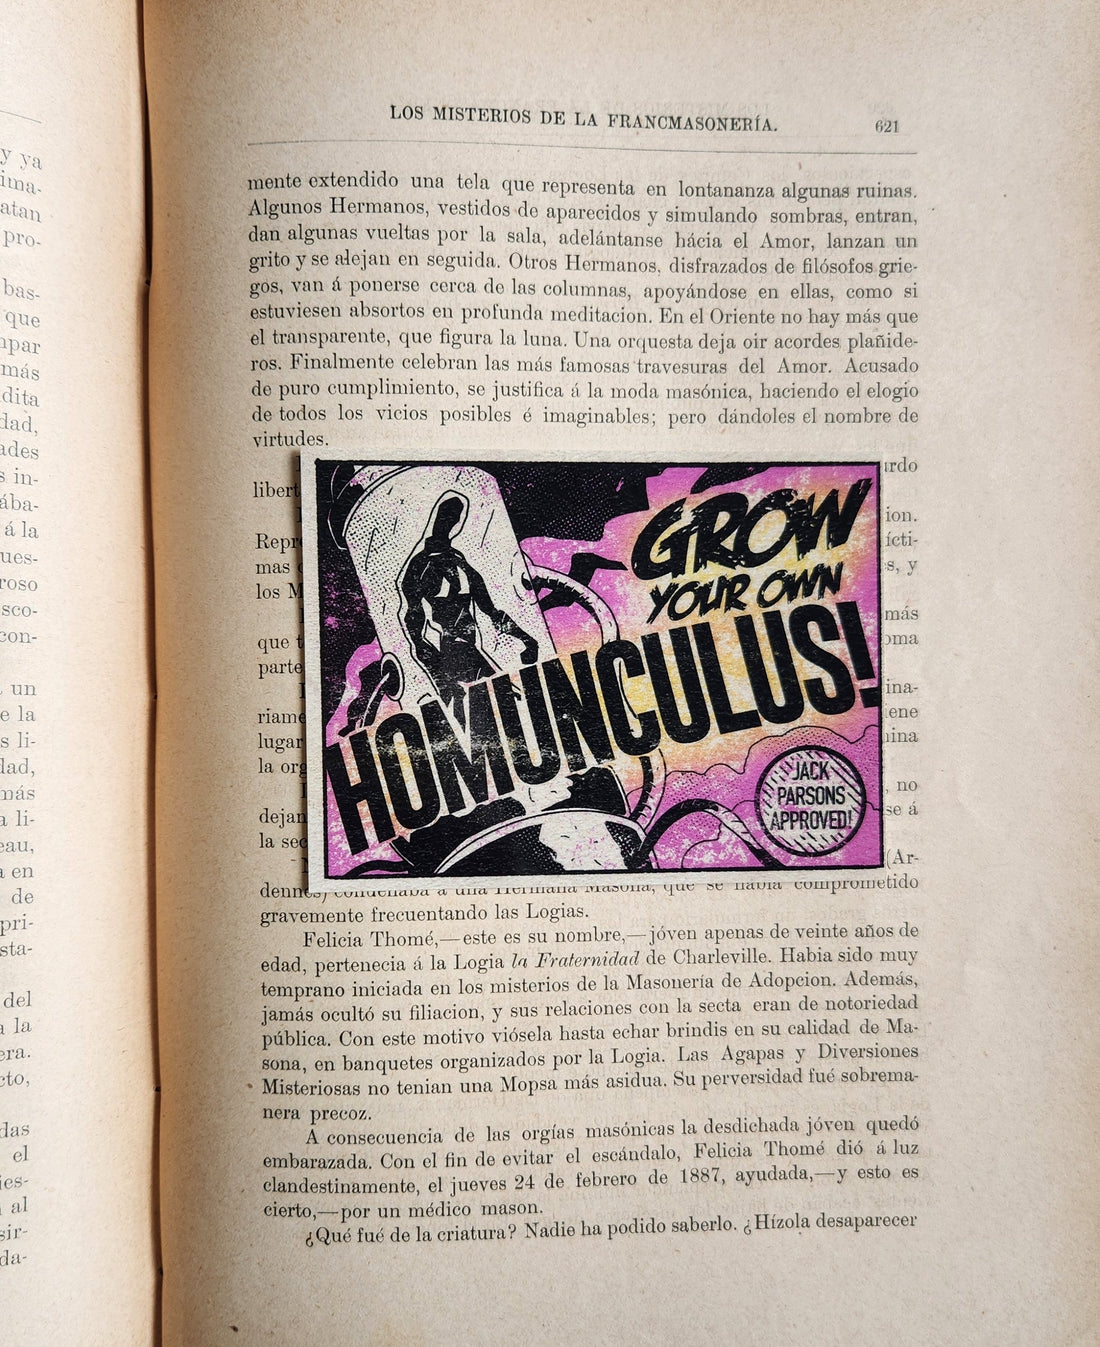 LOS MISTERIOS DE LA FRANCMASONERÍA.
621
mente extendido una tela que representa en lontananza algunas ruinas.
Algunos Hermanos, vestidos de aparecidos y simulando sombras, entran,
dan algunas vueltas por la sala, adelántanse hácia el Amor, lanzan un
grito y se alejan en seguida. Otros Hermanos, disfrazados de filósofos grie-
gos, van á ponerse cerca de las columnas, apoyándose en ellas, como si
estuviesen absortos en profunda meditacion. En el Oriente no hay más que
el transparente, que figura la luna. Una orquesta deja oir acordes plañide-
ros. Finalmente celebran las más famosas travesuras del Amor. Acusado
de puro cumplimiento, se justifica á la moda masónica, haciendo el elogio
de todos los vicios posibles é imaginables; pero dándoles el nombre de
virtudes.
GROW
YOUR OWN
HOMUNCULUS!
JACK
PARSONS
APPROVED!
condenaba a una Hermana Masona, que se habia comprometido
gravemente frecuentando las Logias.
Felicia Thomé,—este es su nombre,—jóven apenas de veinte años de
edad, pertenecia á la Logia la Fraternidad de Charleville. Habia sido muy
temprano iniciada en los misterios de la Masonería de Adopcion. Además,
jamás ocultó su filiacion, y sus relaciones con la secta eran de notoriedad
pública. Con este motivo viósela hasta echar brindis en su calidad de Ma-
sona, en banquetes organizados por la Logia. Las Agapas y Diversiones
Misteriosas no tenian una Mopsa más asidua. Su perversidad fué sobrema-
nera precoz.
A consecuencia de las orgías masónicas la desdichada jóven quedó
embarazada. Con el fin de evitar el escándalo, Felicia Thomé dió á luz
clandestinamente, el jueves 24 de febrero de 1887, ayudada,—y esto es
cierto,—por un médico mason.
¿Qué fué de la criatura? Nadie ha podido saberlo. ¿Hízola desaparecer